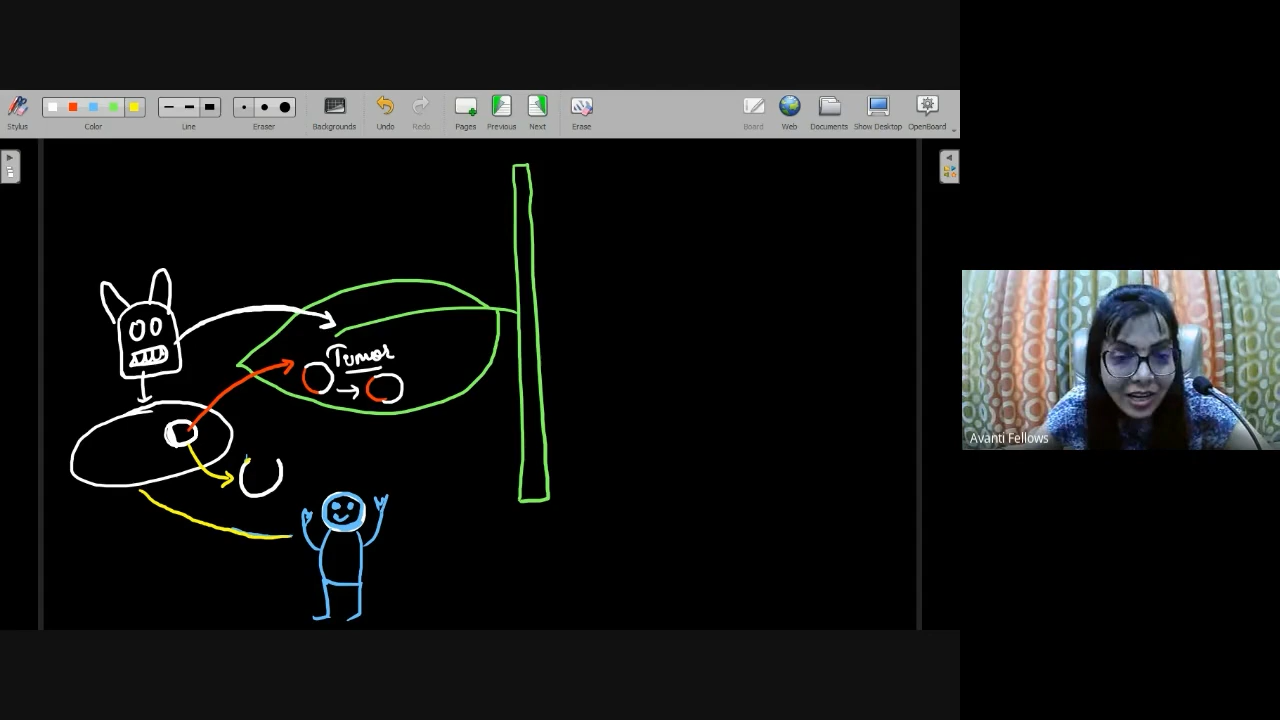 Stylus
Color
Line
Eraser
Backgrounds
Undo
Redo
Pages
Previous
Next
Erase
Board
Web
Documents
Show Desktop
OpenBoard
Tumor
Avanti Fellows